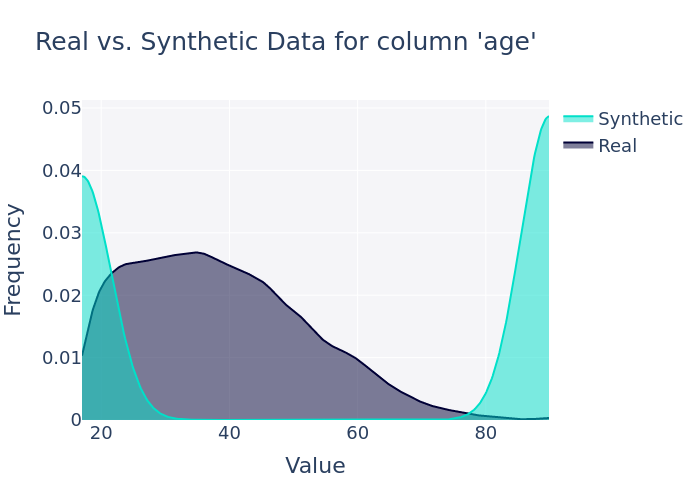 Real vs. Synthetic Data for column 'age'
Synthetic
Real
Frequency
0.05
0.04
0.03
0.02
0.01
0
20 40 60 80
Value